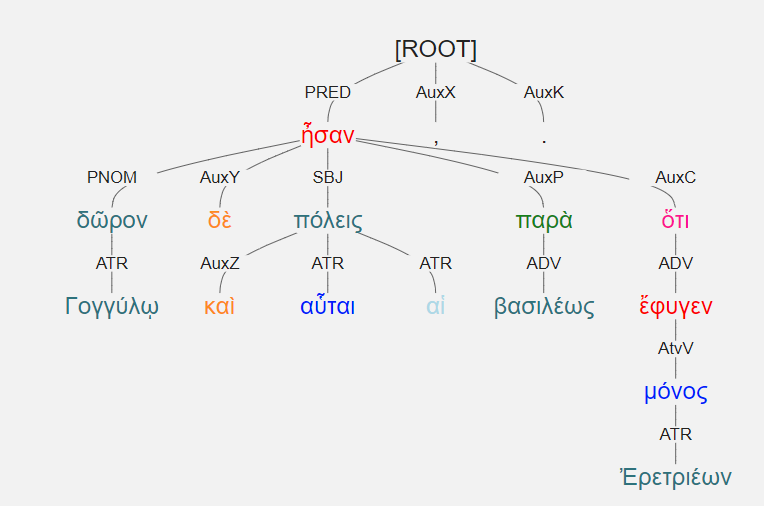 [ROOT]
PRED AuxX AuxK
ἦσαν , .
PNOM AuxY SBJ AuxP AuxC
δῶρον δὲ πόλεις παρὰ ὅτι
ATR AuxZ ATR ATR ADV ADV
Γογγύλῳ καὶ αὗται αἱ βασιλέως ἔφυγεν
AtvV
μόνος
ATR
Ἐρετριέων